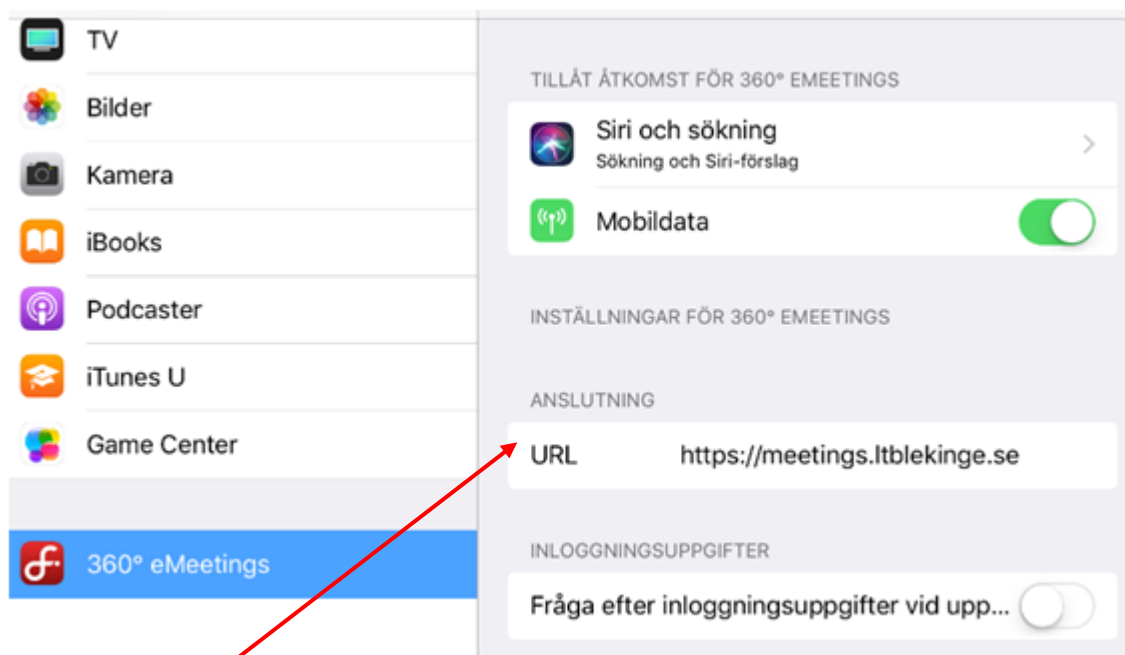 TV
Bilder
Kamera
iBooks
Podcaster
iTunes U
Game Center
360° eMeetings
TILLÅT ÅTKOMST FÖR 360° EMEETINGS
Siri och sökning
Sökning och Siri-förslag
Mobildata
INSTÄLLNINGAR FÖR 360° EMEETINGS
ANSLUTNING
URL https://meetings.ltblekinge.se
INLOGGNINGSUPPGIFTER
Fråga efter inloggningsuppgifter vid upp...